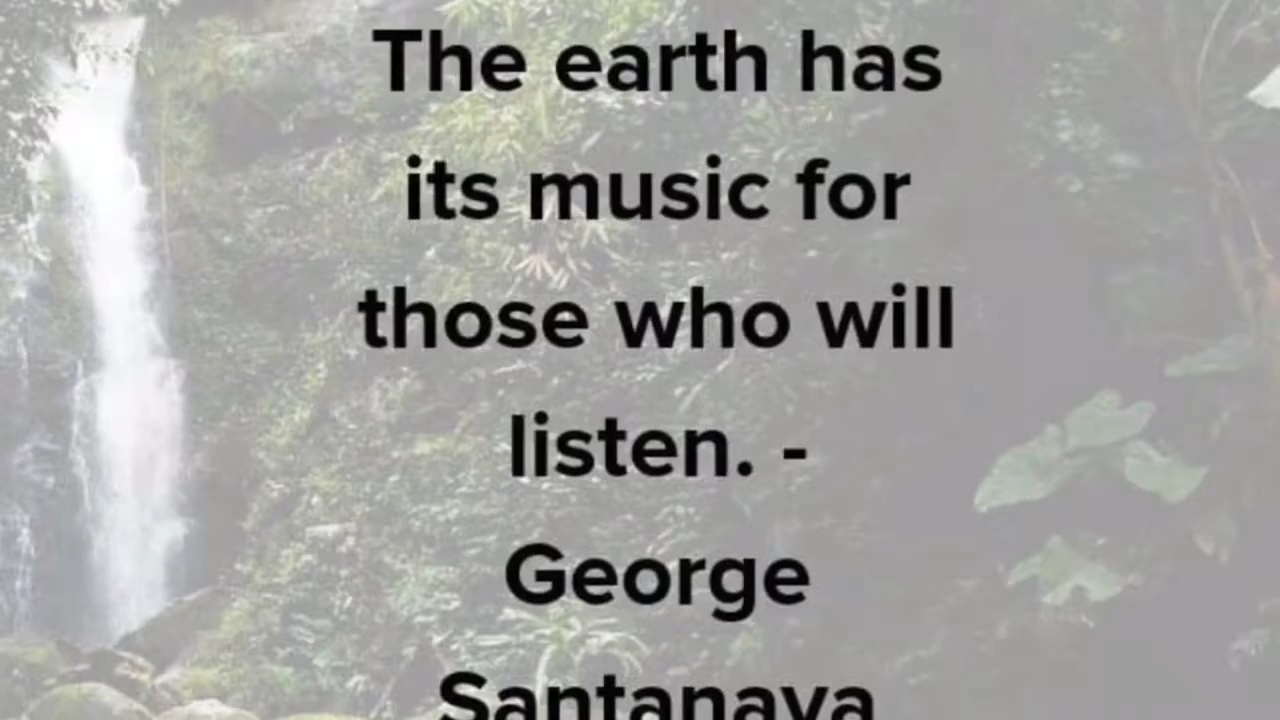 The earth has
its music for
those who will
listen. -
George
Santanaya